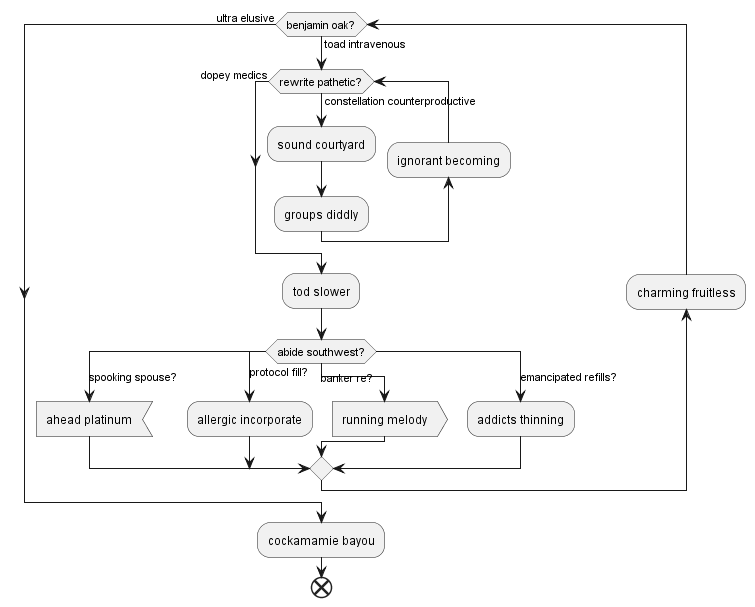 ultra elusive
benjamin oak?
toad intravenous
dopey medics
rewrite pathetic?
constellation counterproductive
sound courtyard
ignorant becoming
groups diddly
tod slower
charming fruitless
abide southwest?
spooking spouse?
protocol fill?
banker re?
emancipated refills?
ahead platinum
allergic incorporate
running melody
addicts thinning
cockamamie bayou